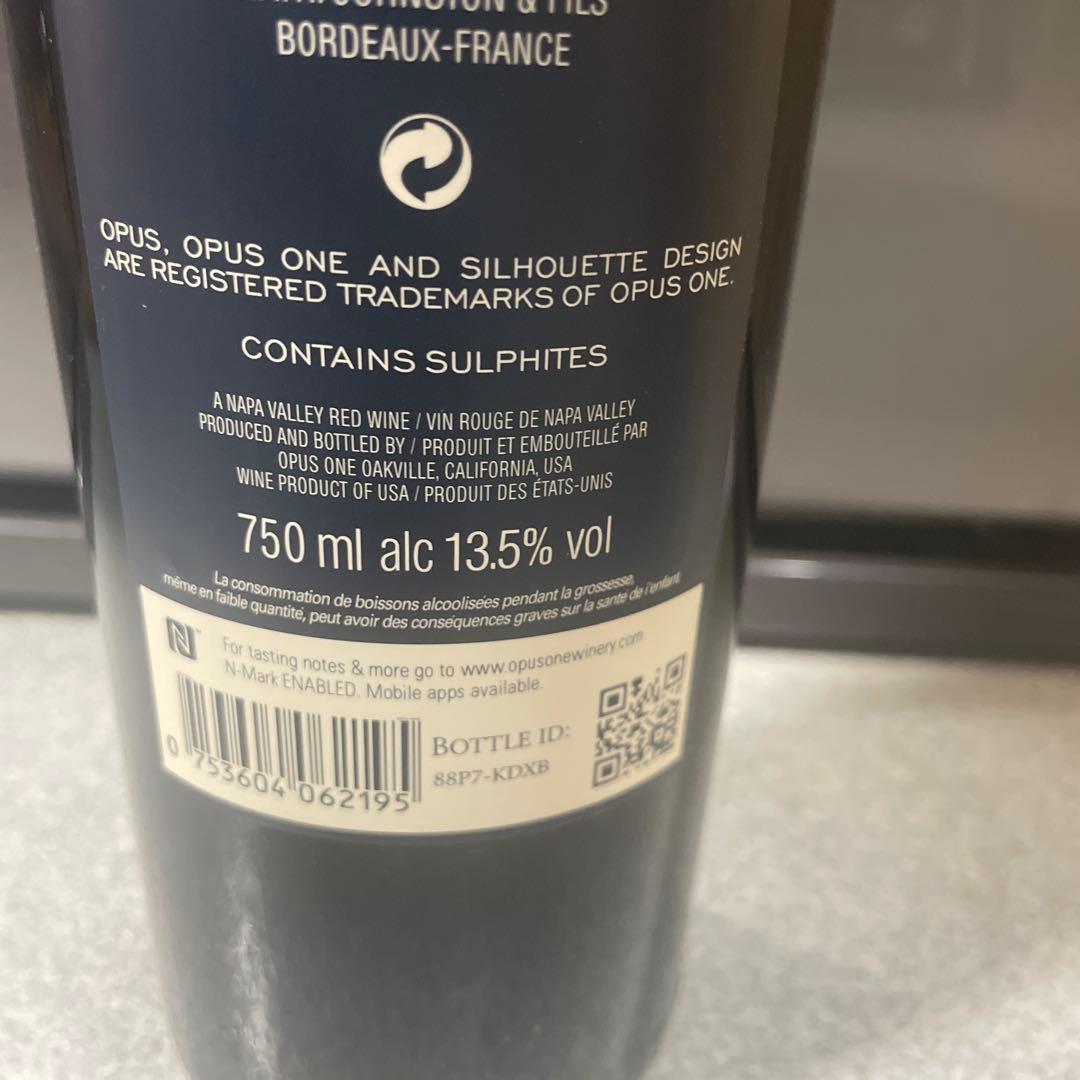 JOHNSTON & FILS
BORDEAUX-FRANCE
OPUS, OPUS ONE AND SILHOUETTE DESIGN
ARE REGISTERED TRADEMARKS OF OPUS ONE.
CONTAINS SULPHITES
A NAPA VALLEY RED WINE / VIN ROUGE DE NAPA VALLEY
PRODUCED AND BOTTLED BY / PRODUIT ET EMBOUTEILLÉ PAR
OPUS ONE OAKVILLE, CALIFORNIA, USA
WINE PRODUCT OF USA / PRODUIT DES ÉTATS-UNIS
750 ml alc 13.5% vol
La consommation de boissons alcoolisées pendant la grossesse,
même en faible quantité, peut avoir des conséquences graves sur la santé de l'enfant
N™
For tasting notes & more go to www.opusonewinery.com
N-Mark ENABLED. Mobile apps available.
BOTTLE ID:
88P7-KDXB
0 753604 062195